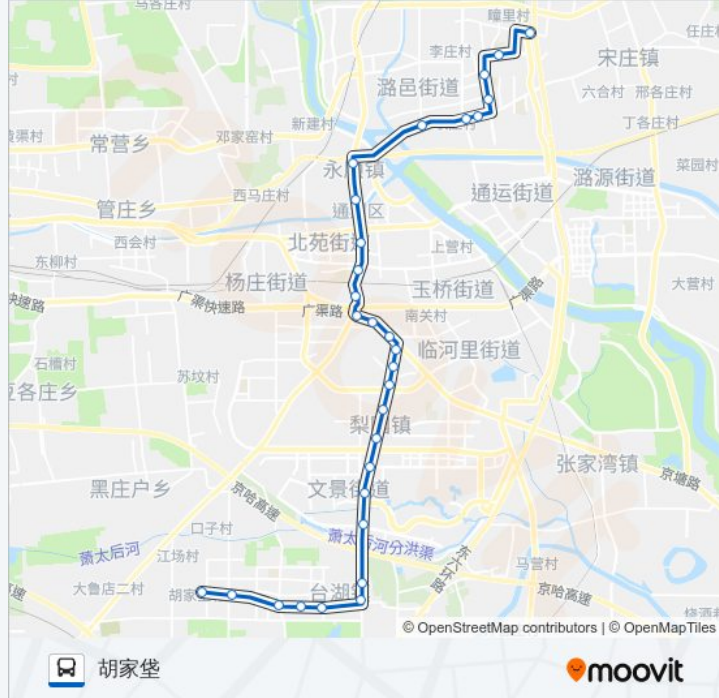 马各庄村
疃里村
任庄村
李庄村
宋庄镇
潞邑街道
六合村
邢各庄村
新建村
丁各庄村
常营乡
邓家窑村
永顺镇
菜园村
潞源街道
西马庄村
通运街道
管庄乡
北苑街道
上营村
西会村
东柳村
杨庄街道
玉桥街道
大营村
广渠快速路
广渠路
广渠路
南关村
临河里街道
石槽村
苏坟村
豆各庄乡
梨园镇
张家湾镇
京塘路
黑庄户乡
文景街道
京哈高速
口子村
萧太后河
萧太后河分洪渠
江场村
东六环路
马营村
大鲁店二村
台湖镇
京哈高速
© OpenStreetMap contributors | © OpenMapTiles
胡家垡
moovit